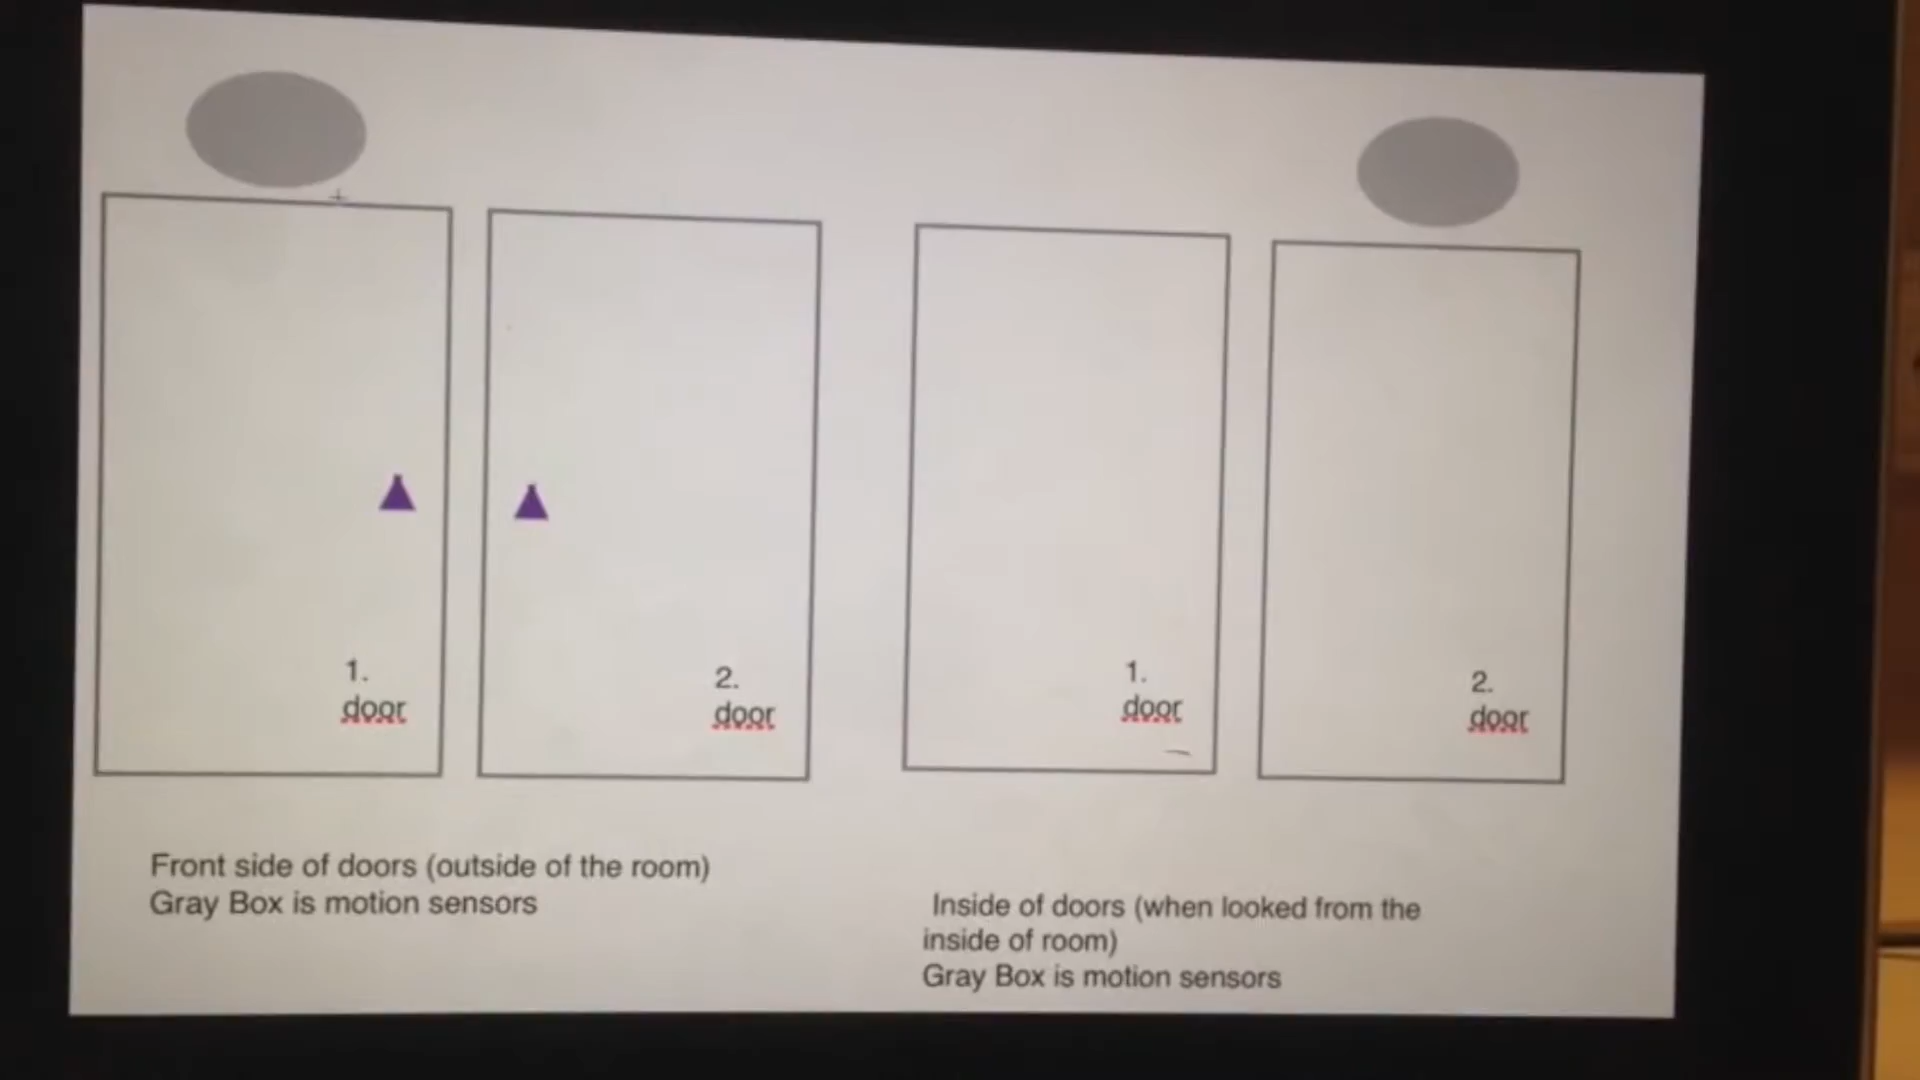 1.
door
2.
door
1.
door
2.
door
Front side of doors (outside of the room)
Gray Box is motion sensors
Inside of doors (when looked from the
inside of room)
Gray Box is motion sensors